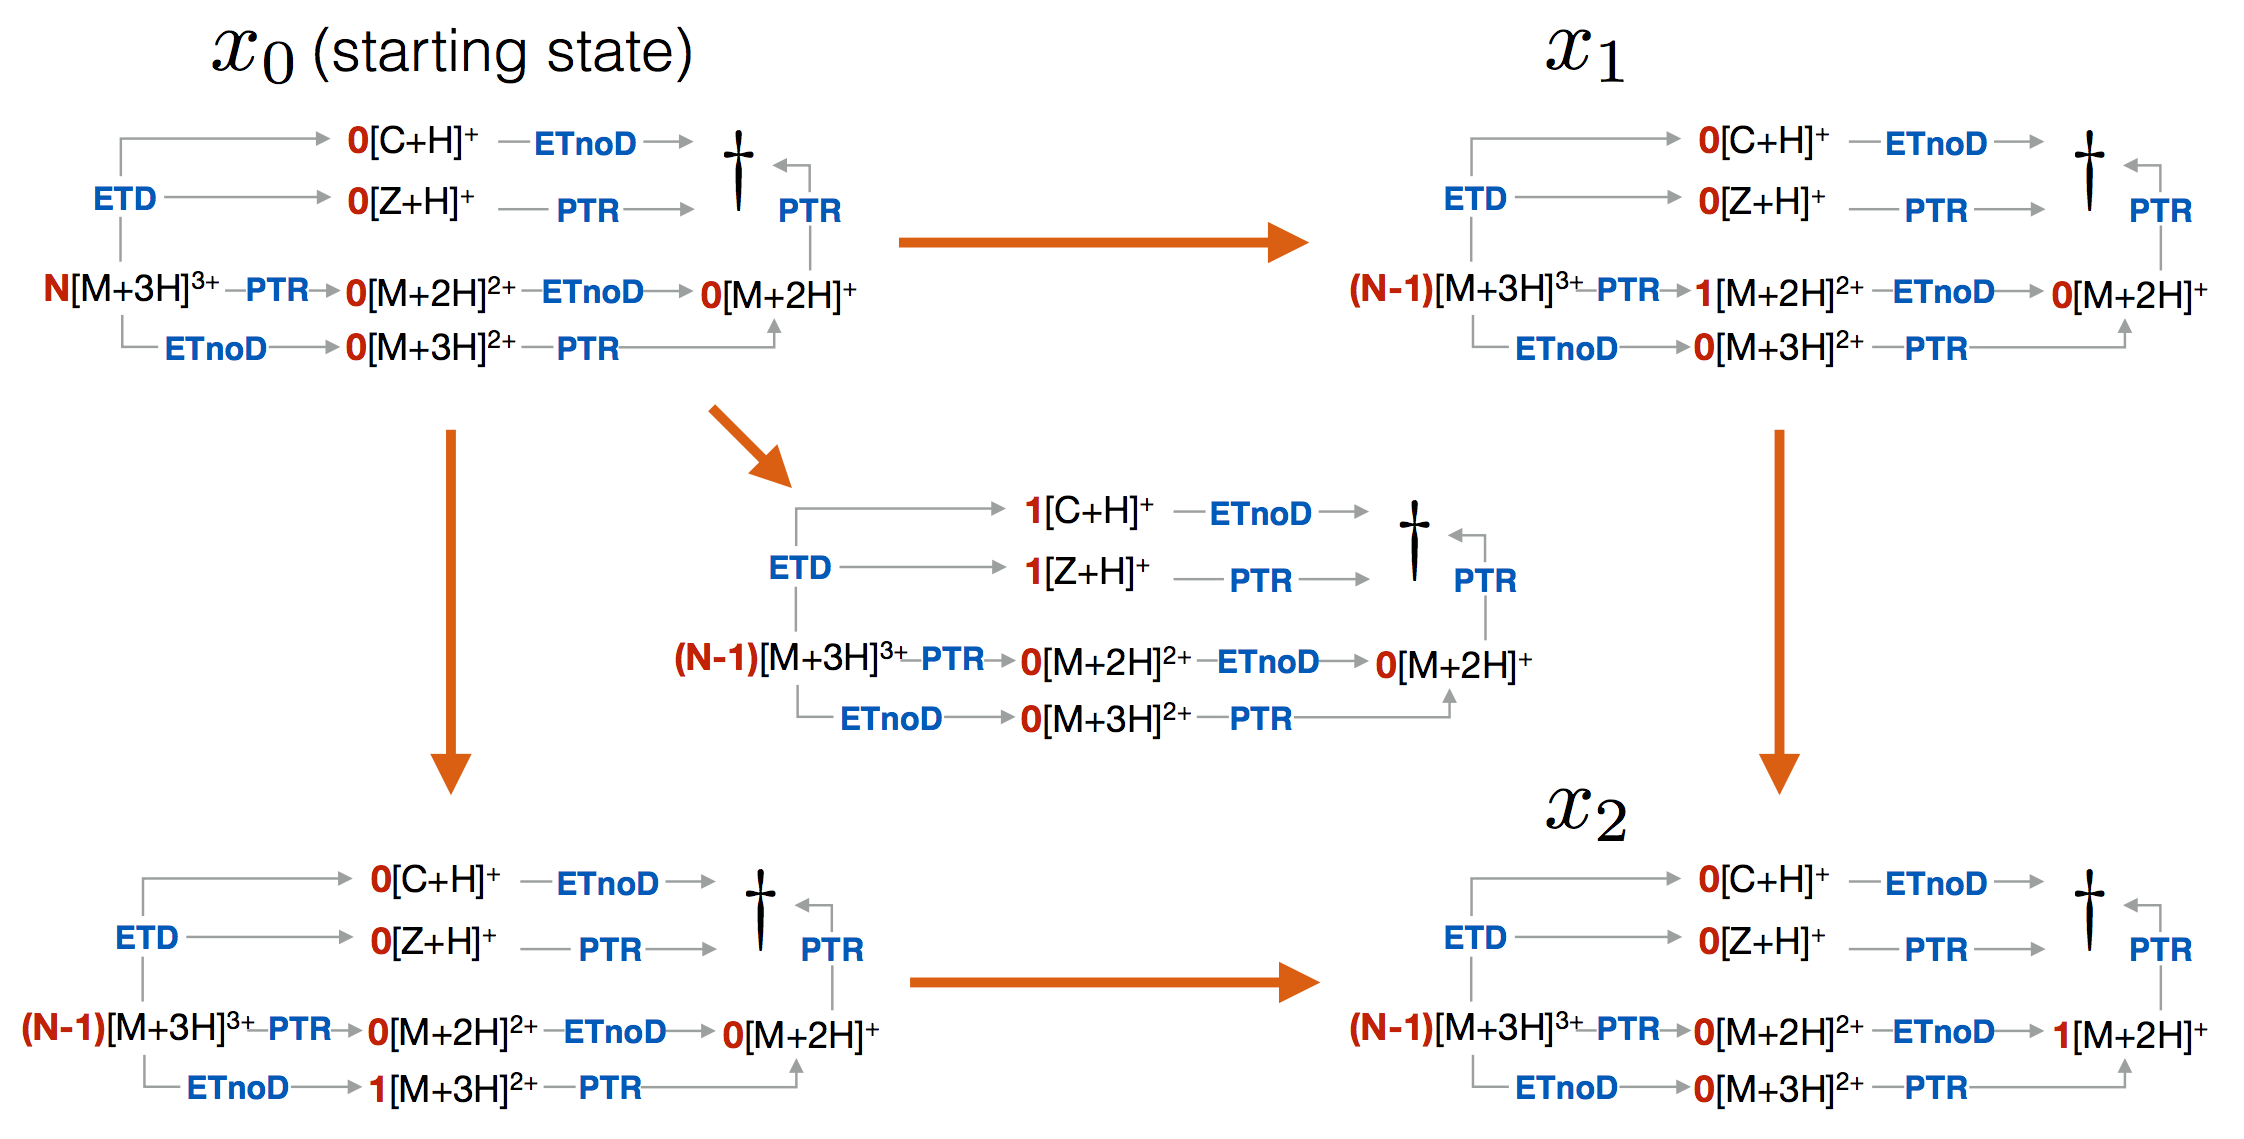 x₀ (starting state)
x₁
0[C+H]⁺ ETnoD †
ETD 0[Z+H]⁺ PTR PTR
N[M+3H]³⁺ PTR 0[M+2H]²⁺ ETnoD 0[M+2H]⁺
ETnoD 0[M+3H]²⁺ PTR
0[C+H]⁺ ETnoD †
ETD 0[Z+H]⁺ PTR PTR
(N-1)[M+3H]³⁺ PTR 1[M+2H]²⁺ ETnoD 0[M+2H]⁺
ETnoD 0[M+3H]²⁺ PTR
1[C+H]⁺ ETnoD †
ETD 1[Z+H]⁺ PTR PTR
(N-1)[M+3H]³⁺ PTR 0[M+2H]²⁺ ETnoD 0[M+2H]⁺
ETnoD 0[M+3H]²⁺ PTR
0[C+H]⁺ ETnoD †
ETD 0[Z+H]⁺ PTR PTR
(N-1)[M+3H]³⁺ PTR 0[M+2H]²⁺ ETnoD 0[M+2H]⁺
ETnoD 1[M+3H]²⁺ PTR
x₂
0[C+H]⁺ ETnoD †
ETD 0[Z+H]⁺ PTR PTR
(N-1)[M+3H]³⁺ PTR 0[M+2H]²⁺ ETnoD 1[M+2H]⁺
ETnoD 0[M+3H]²⁺ PTR